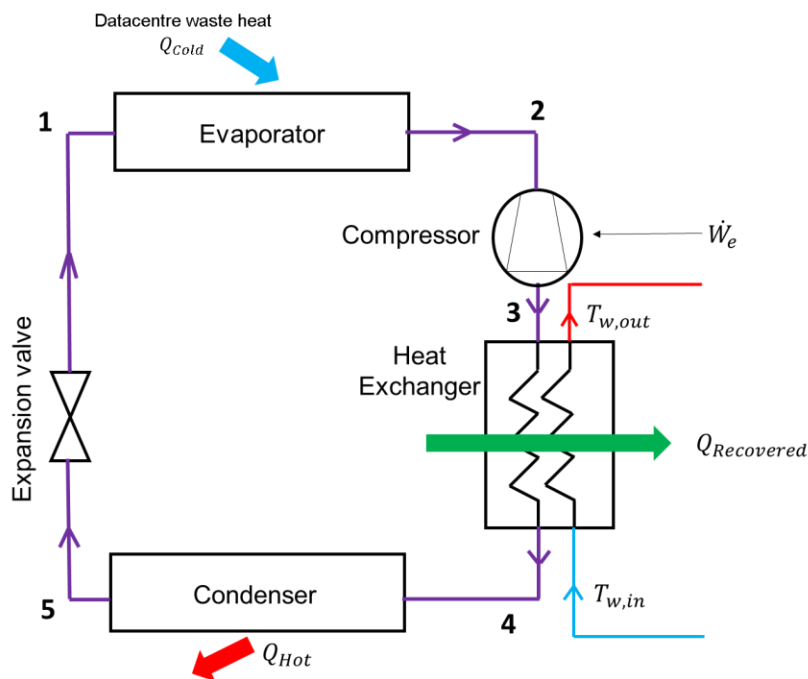 Datacentre waste heat
Q_Cold
1
Evaporator
2
Compressor
Ẇ_e
3
T_w,out
Heat
Exchanger
Expansion valve
Q_Recovered
Condenser
T_w,in
5
4
Q_Hot